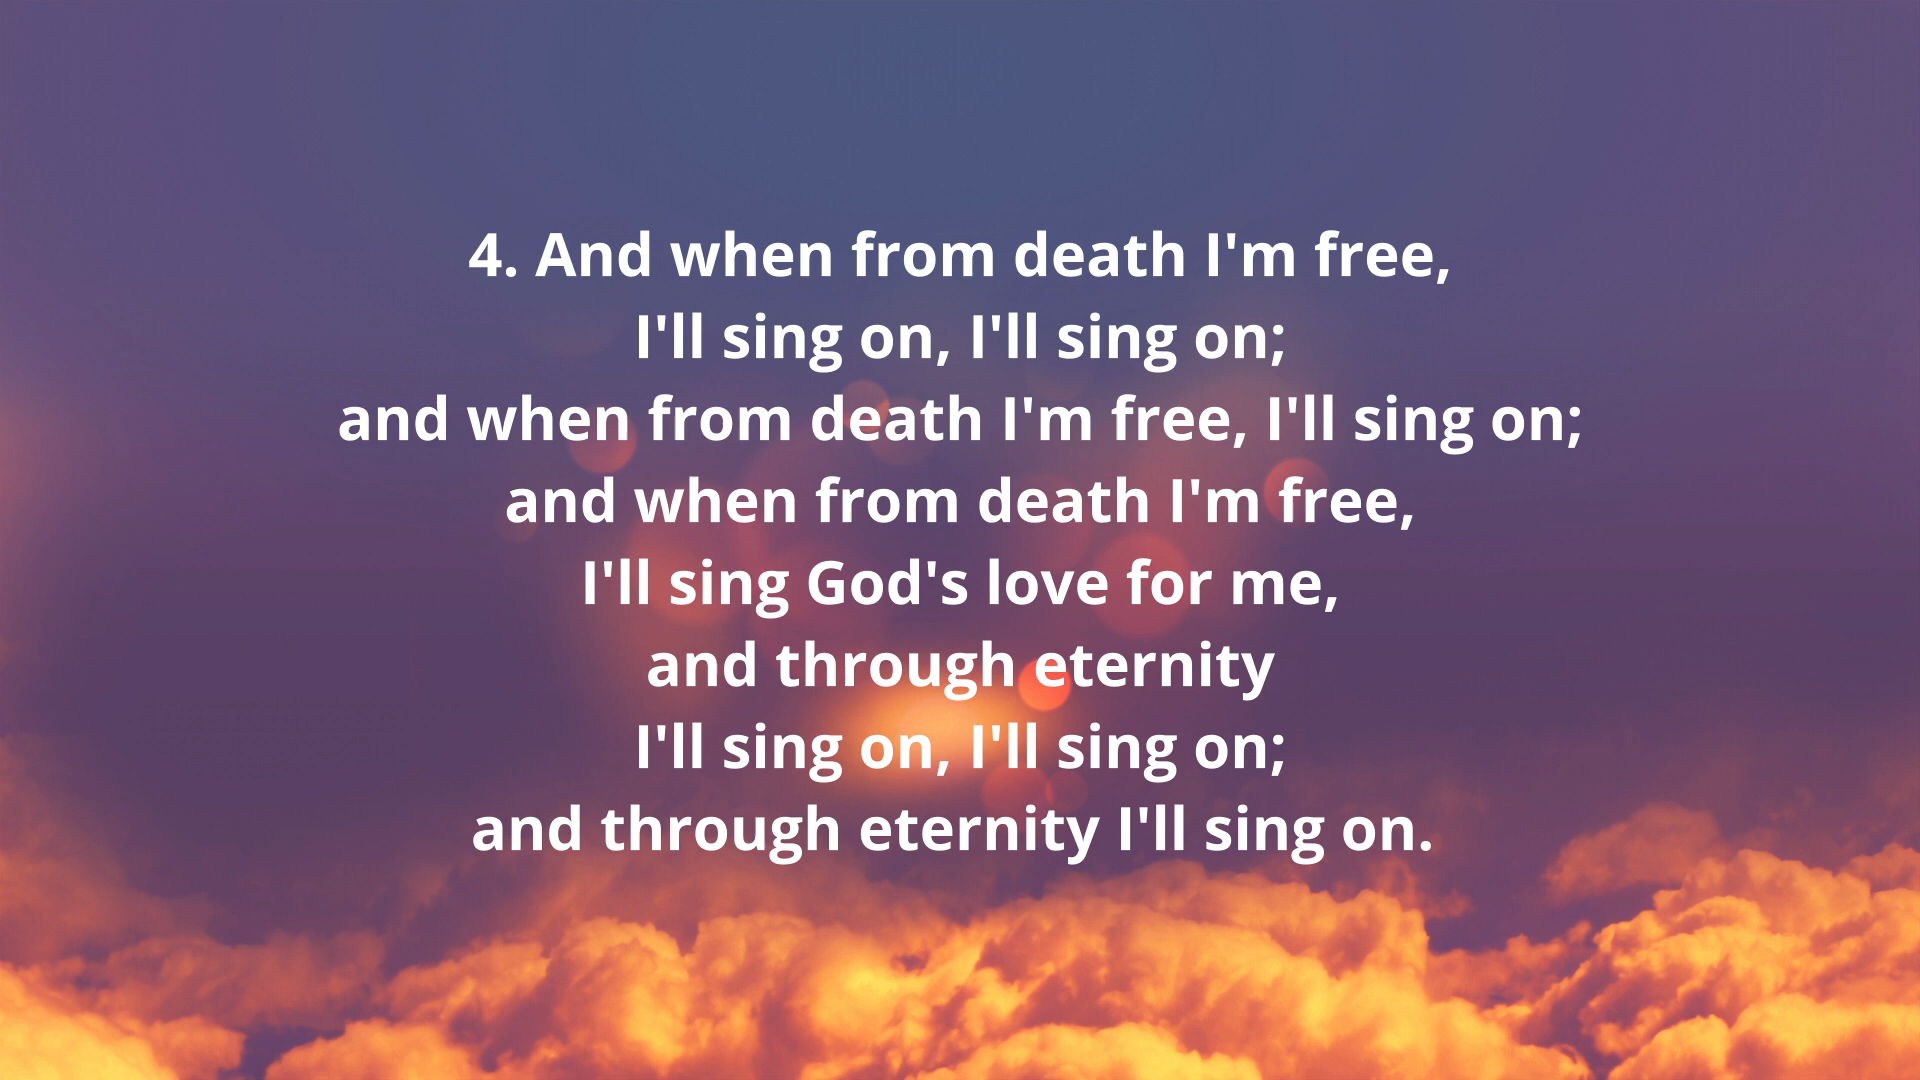 4. And when from death I'm free,
I'll sing on, I'll sing on;
and when from death I'm free, I'll sing on;
and when from death I'm free,
I'll sing God's love for me,
and through eternity
I'll sing on, I'll sing on;
and through eternity I'll sing on.